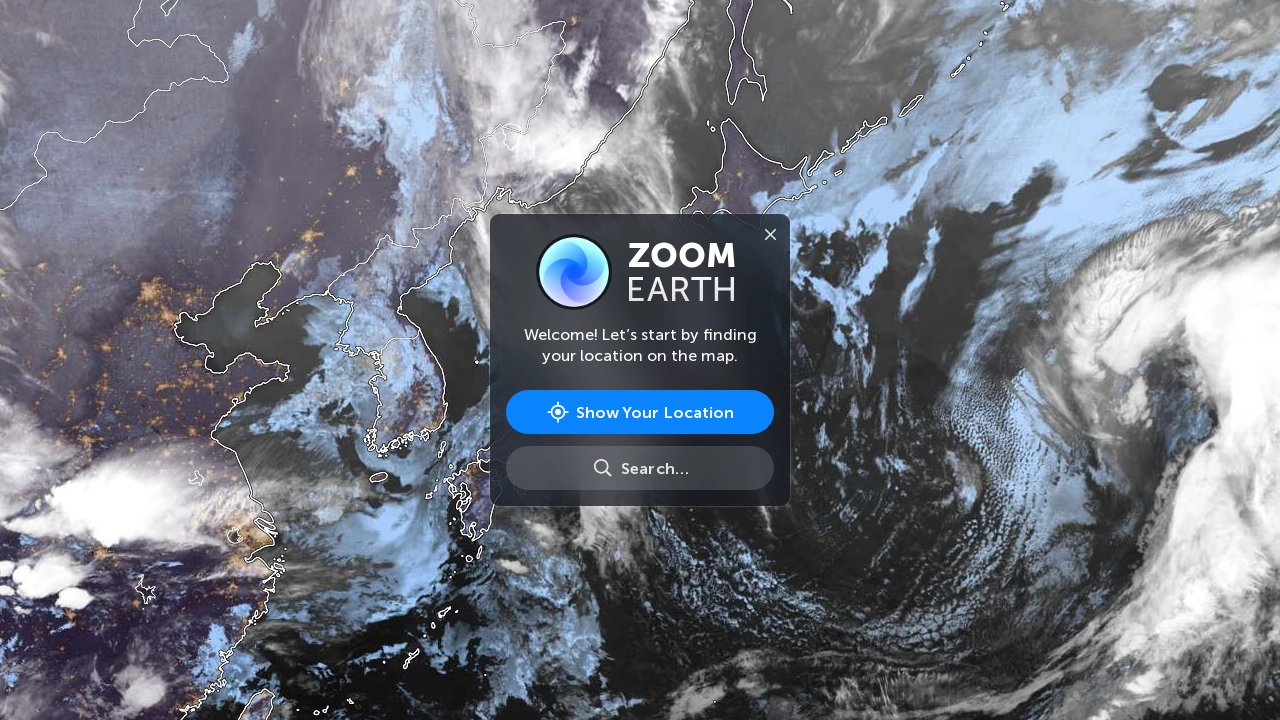 ZOOM
EARTH
Welcome! Let’s start by finding
your location on the map.
Show Your Location
Search…